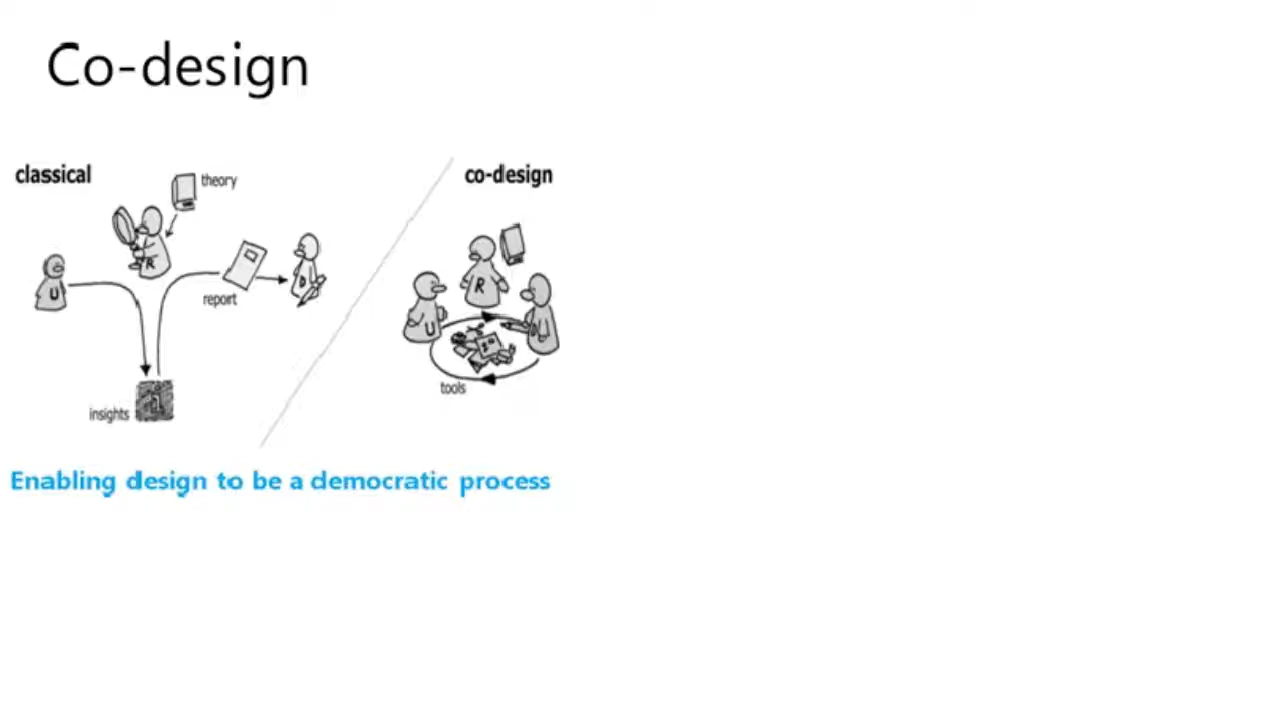 Co-design
classical
theory
R
U
D
report
insights
co-design
R
U
D
tools
Enabling design to be a democratic process